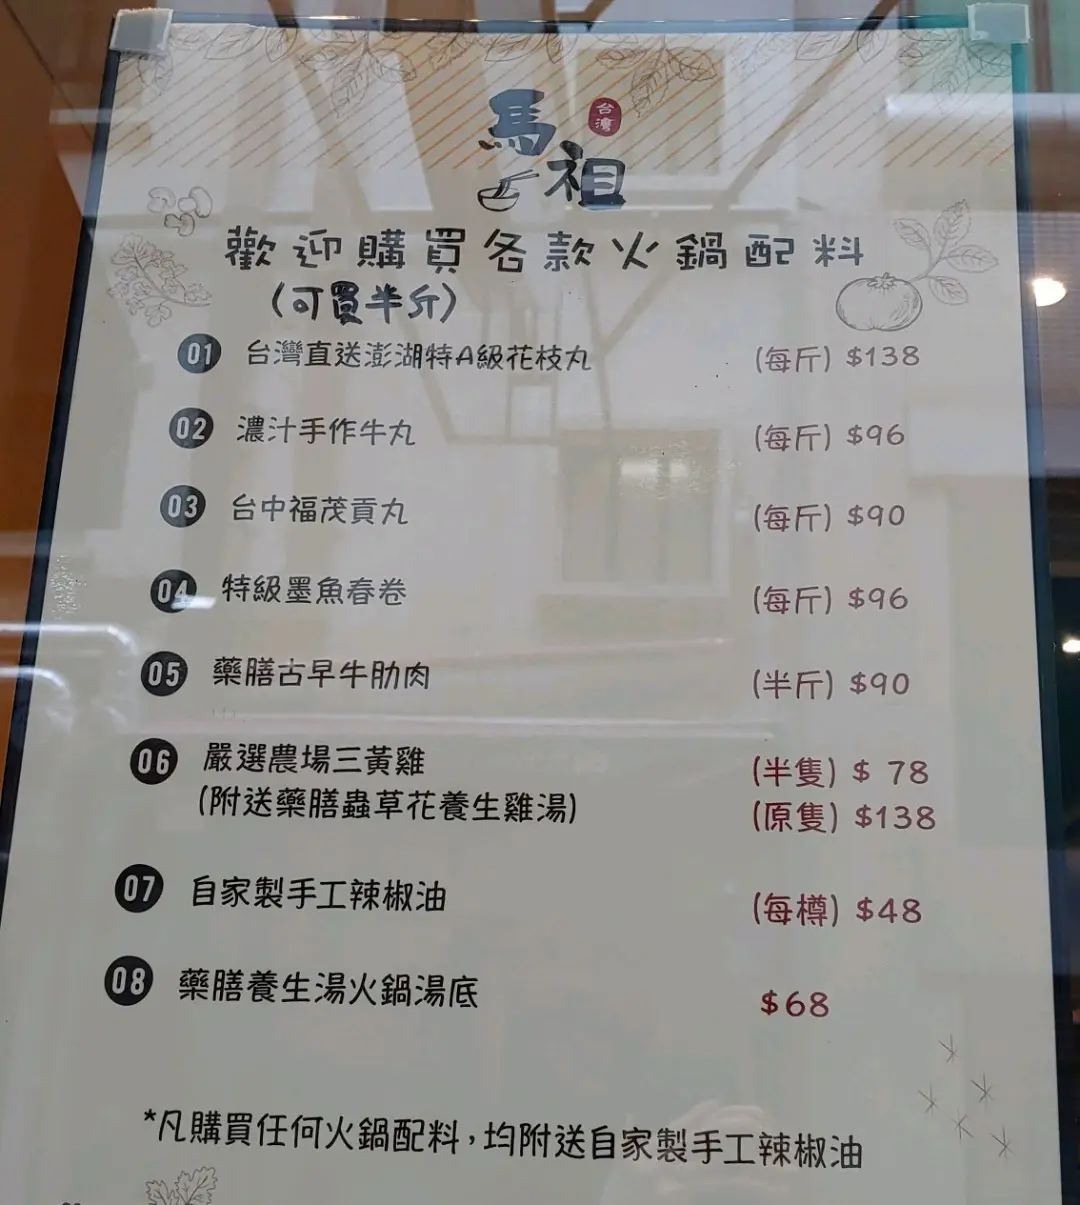 馬祖
台灣
歡迎購買各款火鍋配料
(可買半斤)
01 台灣直送澎湖特A級花枝丸 (每斤) $138
02 濃汁手作牛丸 (每斤) $96
03 台中福茂貢丸 (每斤) $90
04 特級墨魚春卷 (每斤) $96
05 藥膳古早牛肋肉 (半斤) $90
06 嚴選農場三黃雞 (半隻) $ 78
(附送藥膳蟲草花養生雞湯) (原隻) $138
07 自家製手工辣椒油 (每樽) $48
08 藥膳養生湯火鍋湯底 $68
*凡購買任何火鍋配料，均附送自家製手工辣椒油